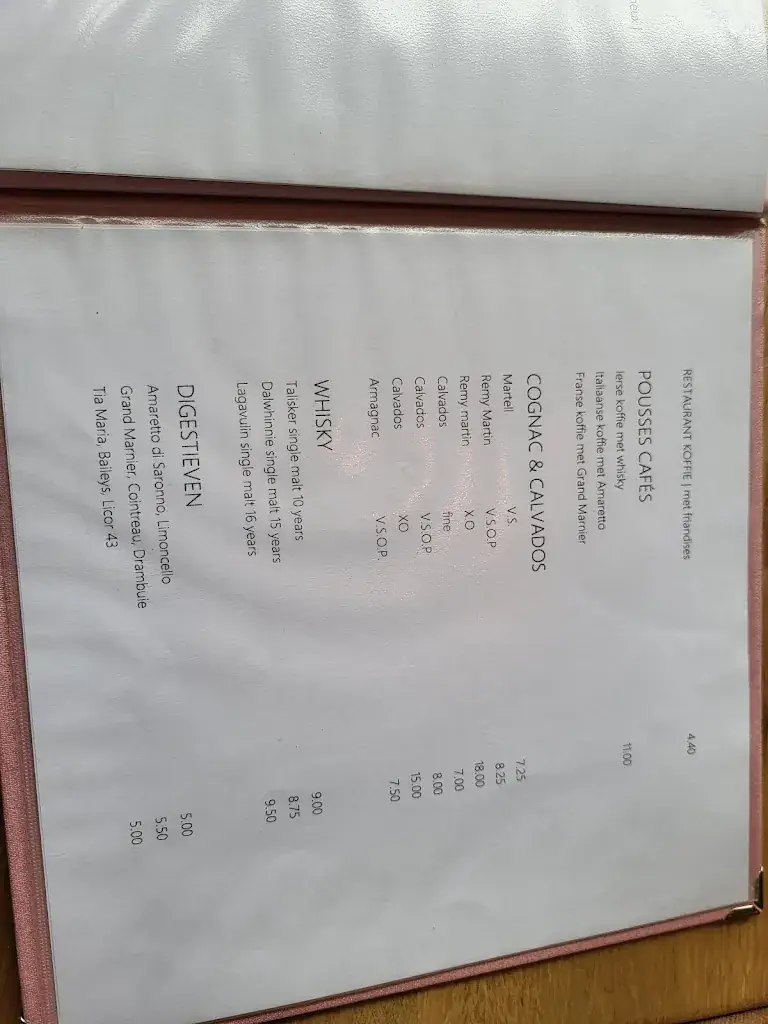 RESTAURANT KOFFIE | met friandises 4.40
POUSSES CAFÉS
Ierse koffie met whisky 11.00
Italiaanse koffie met Amaretto
Franse koffie met Grand Marnier
COGNAC & CALVADOS
Martell V.S. 7.25
Remy Martin V.S.O.P 8.25
Remy martin X.O 18.00
Calvados fine 7.00
Calvados V.S.O.P 8.00
Calvados XO 15.00
Armagnac V.S.O.P. 7.50
WHISKY
Talisker single malt 10 years 9.00
Dalwhinnie single malt 15 years 8.75
Lagavulin single malt 16 years 9.50
DIGESTIEVEN
Amaretto di Saronno, Limoncello 5.00
Grand Marnier, Cointreau, Drambuie 5.50
Tia Maria, Baileys, Licor 43 5.00